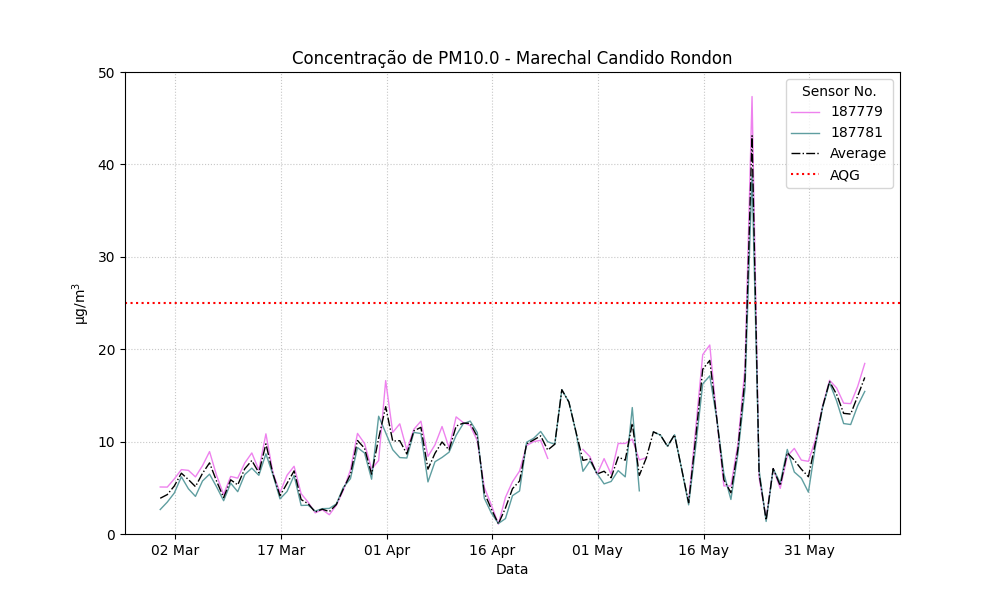 Concentração de PM10.0 - Marechal Candido Rondon
50
40
30
20
10
0
µg/m³
Sensor No.
187779
187781
Average
AQG
02 Mar
17 Mar
01 Apr
16 Apr
01 May
16 May
31 May
Data